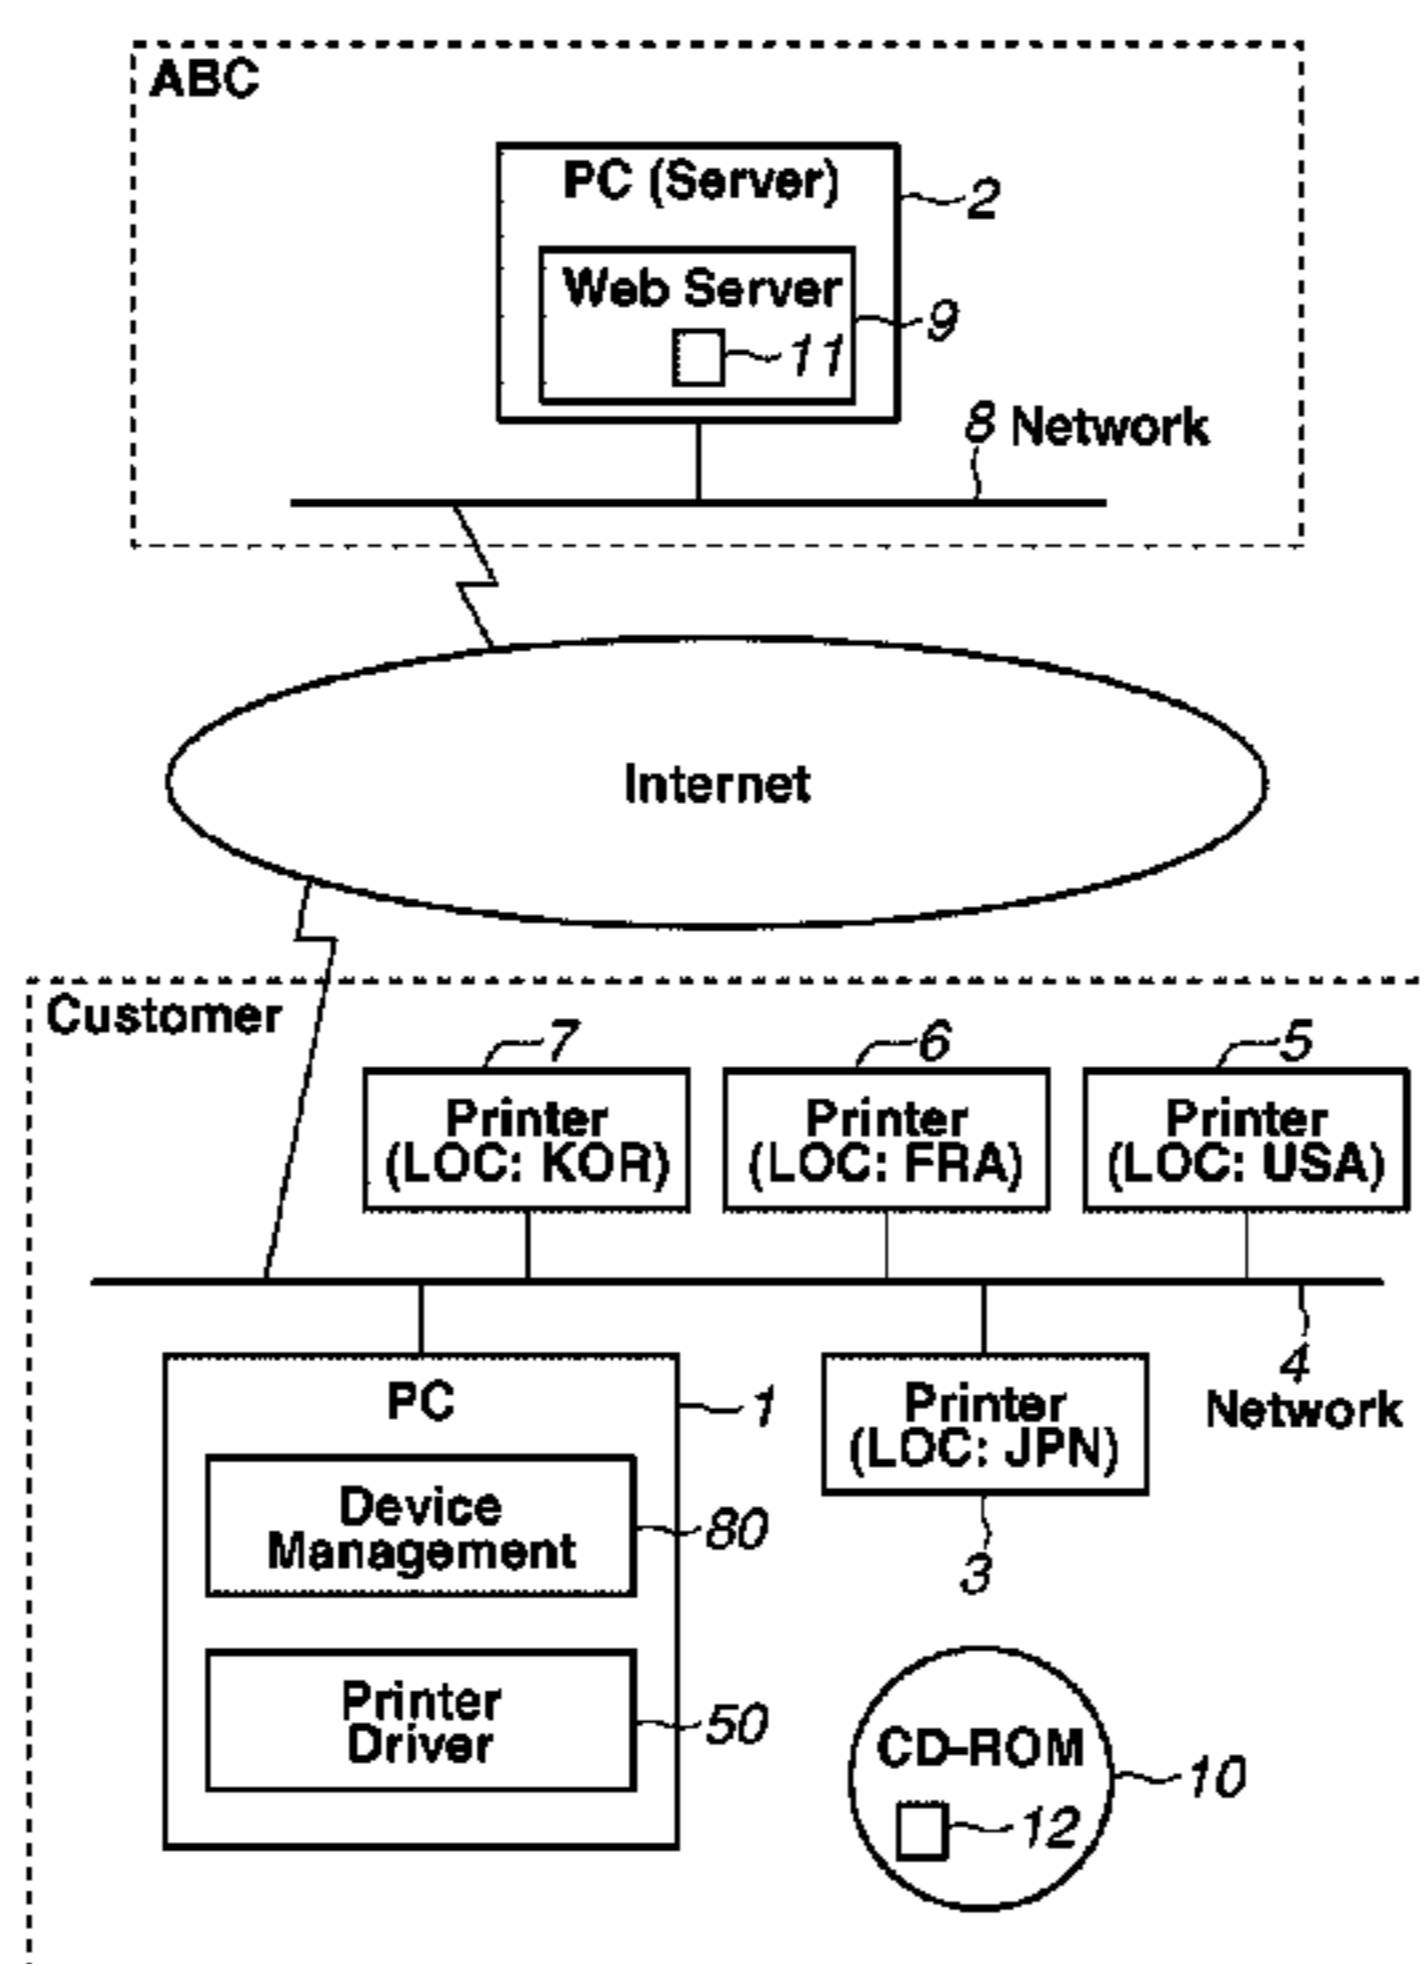 ABC
PC (Server)
2
Web Server
9
11
8 Network
Internet
Customer
7
6
5
Printer
(LOC: KOR)
Printer
(LOC: FRA)
Printer
(LOC: USA)
4
Network
PC
1
Printer
(LOC: JPN)
3
Device
Management
80
Printer
Driver
50
CD-ROM
10
12